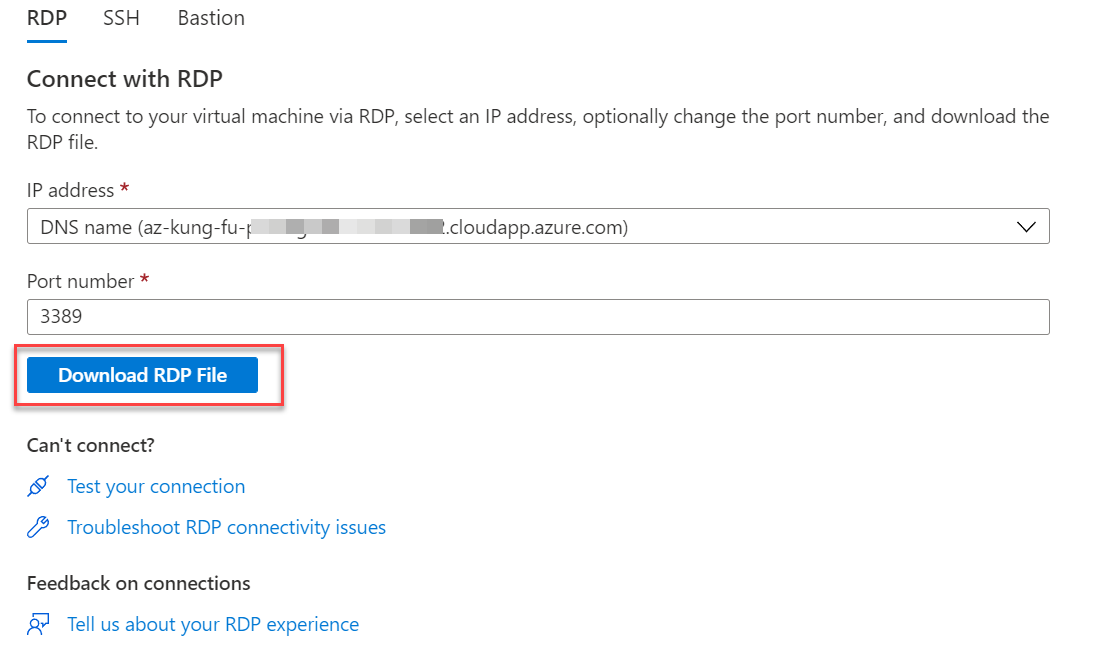 RDP SSH Bastion
Connect with RDP
To connect to your virtual machine via RDP, select an IP address, optionally change the port number, and download the
RDP file.
IP address *
DNS name (az-kung-fu- .cloudapp.azure.com)
Port number *
3389
Download RDP File
Can't connect?
Test your connection
Troubleshoot RDP connectivity issues
Feedback on connections
Tell us about your RDP experience